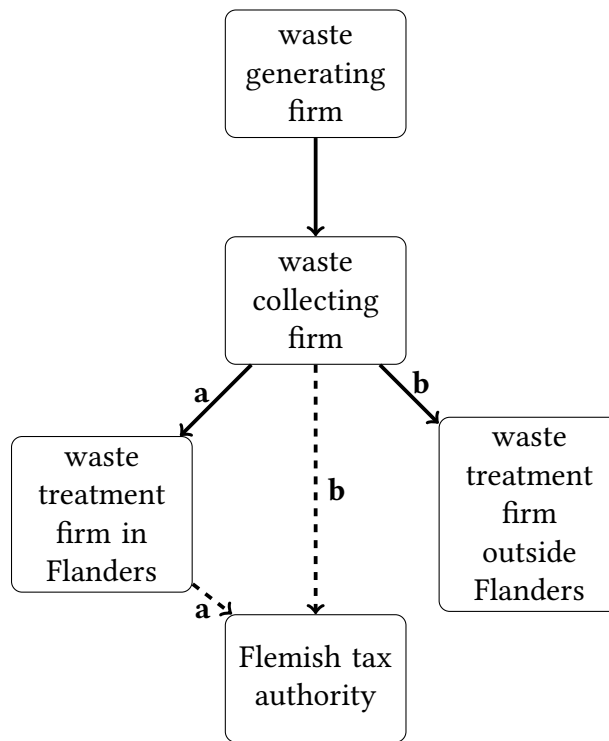 waste
generating
firm
waste
collecting
firm
a
b
waste
treatment
firm in
Flanders
b
waste
treatment
firm
outside
Flanders
a
Flemish tax
authority